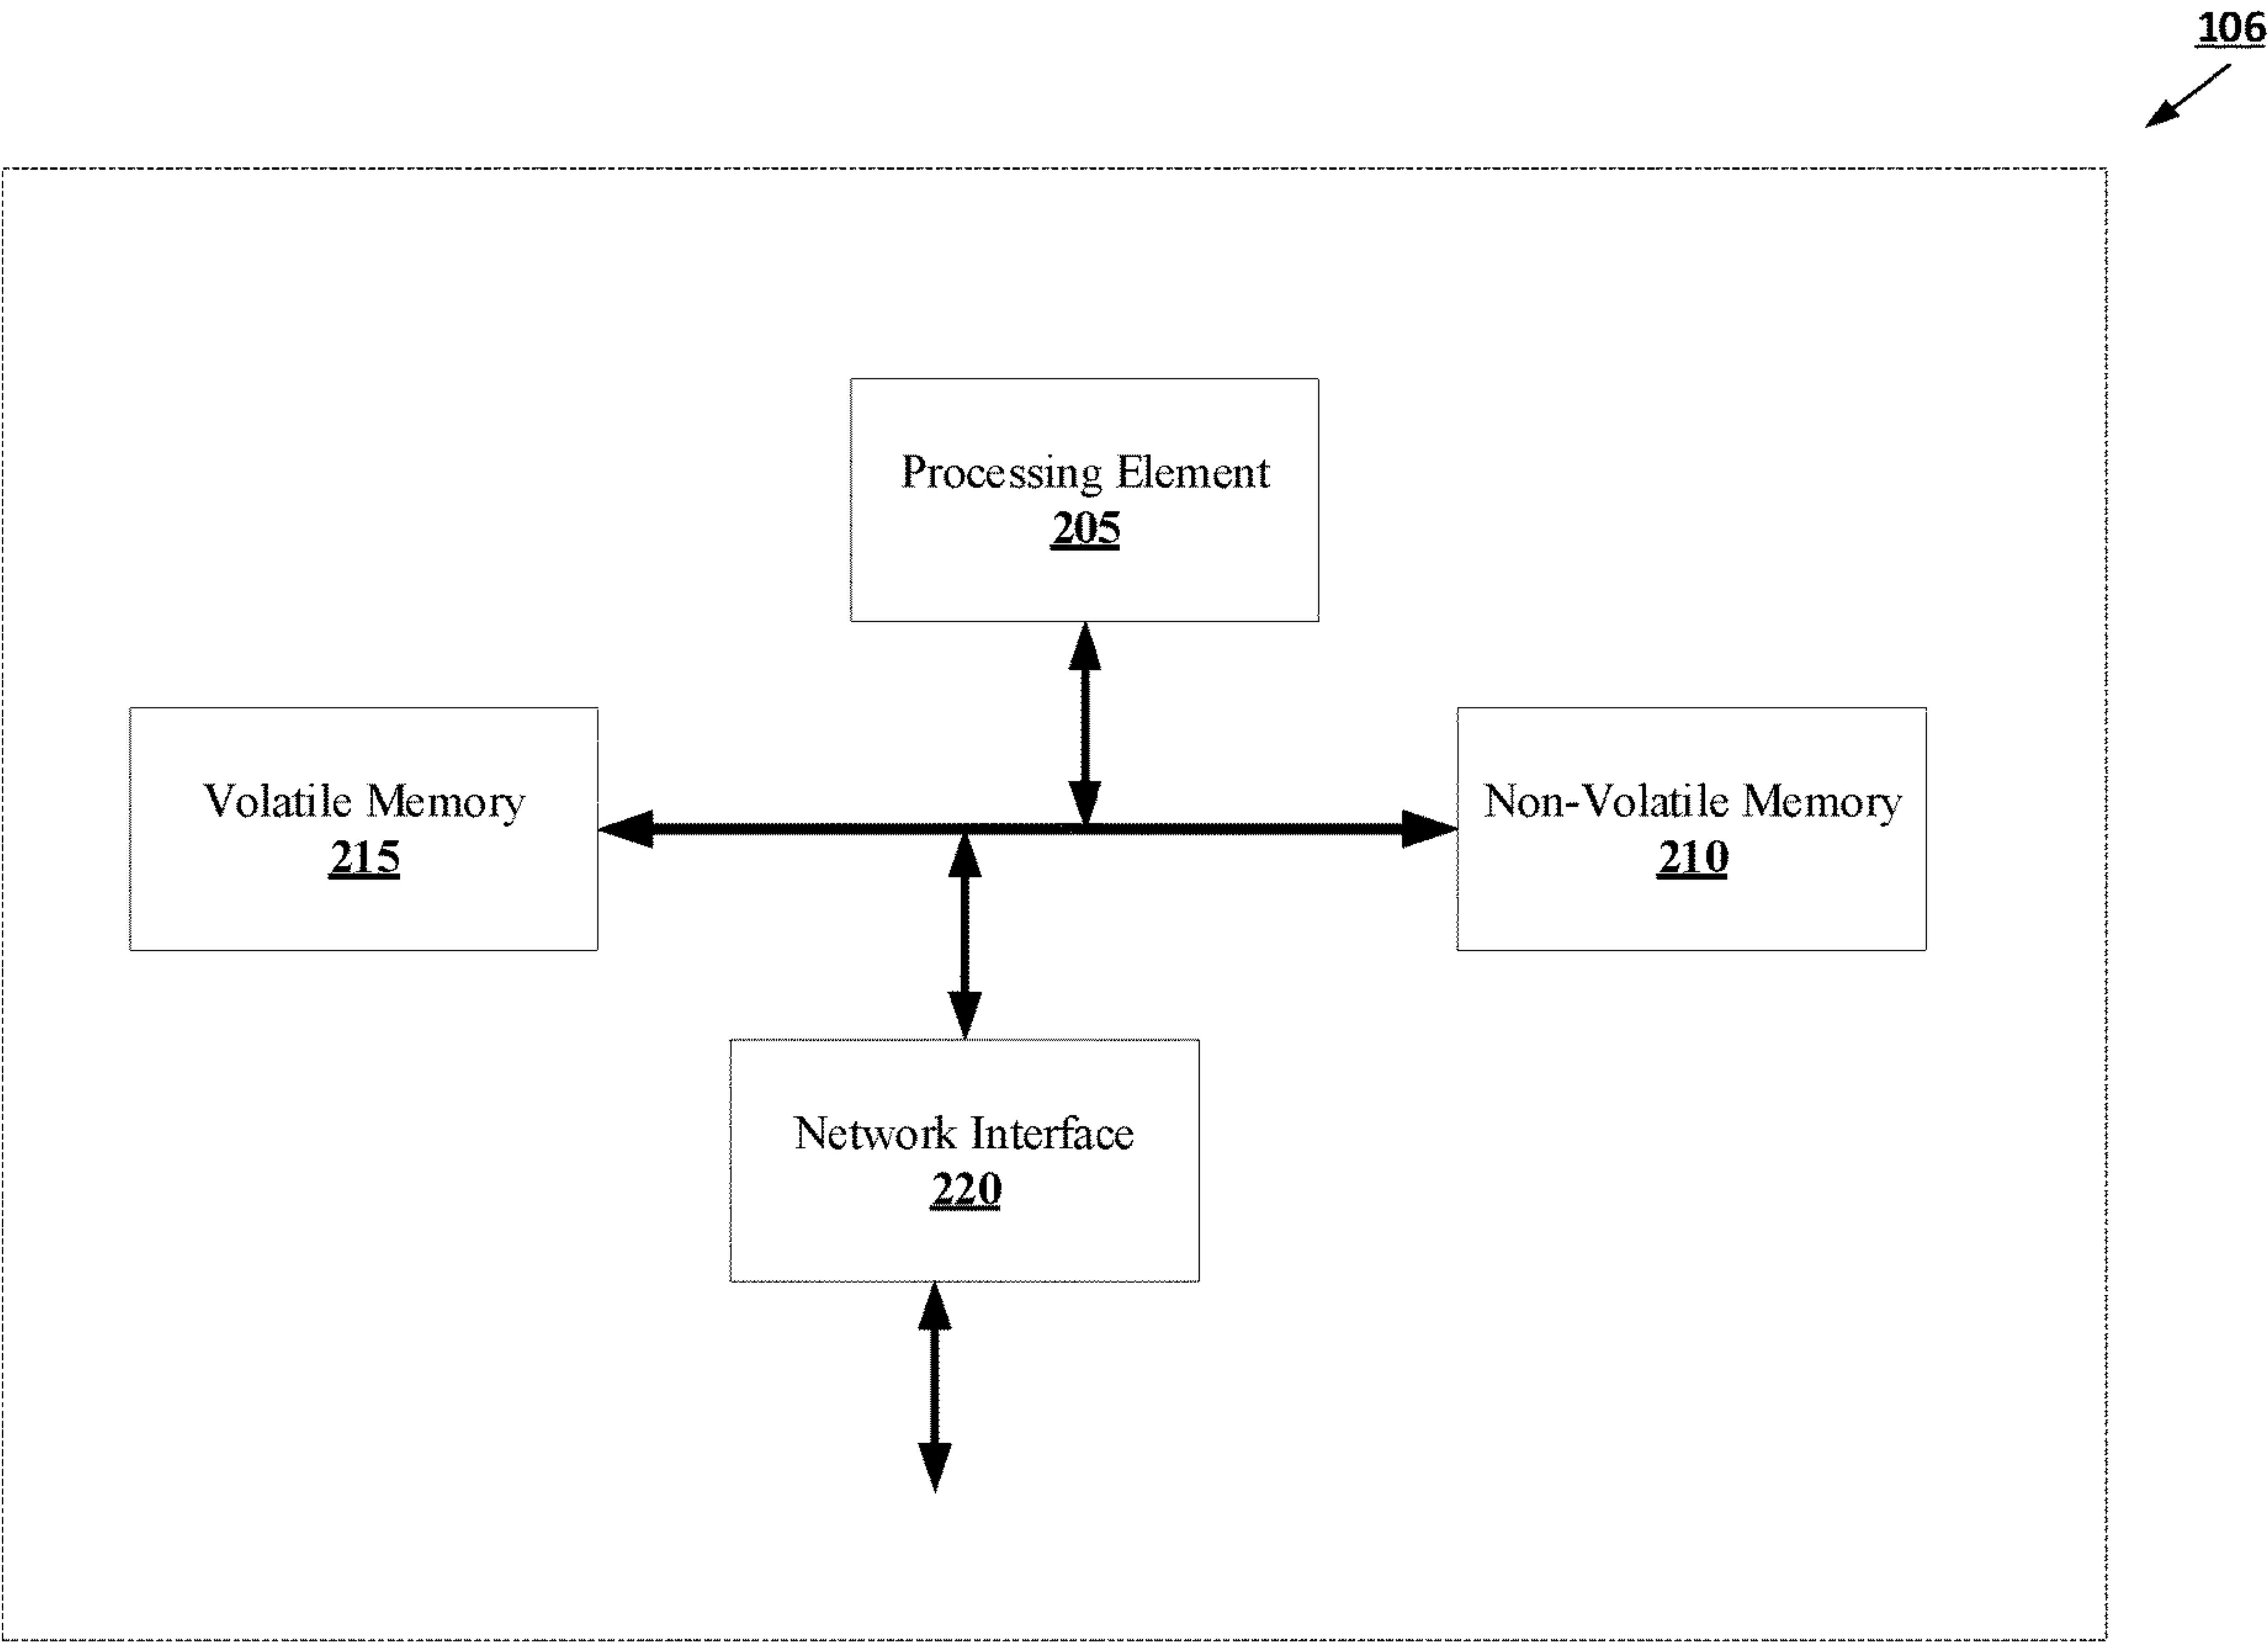 106
Processing Element
205
Volatile Memory
215
Non-Volatile Memory
210
Network Interface
220